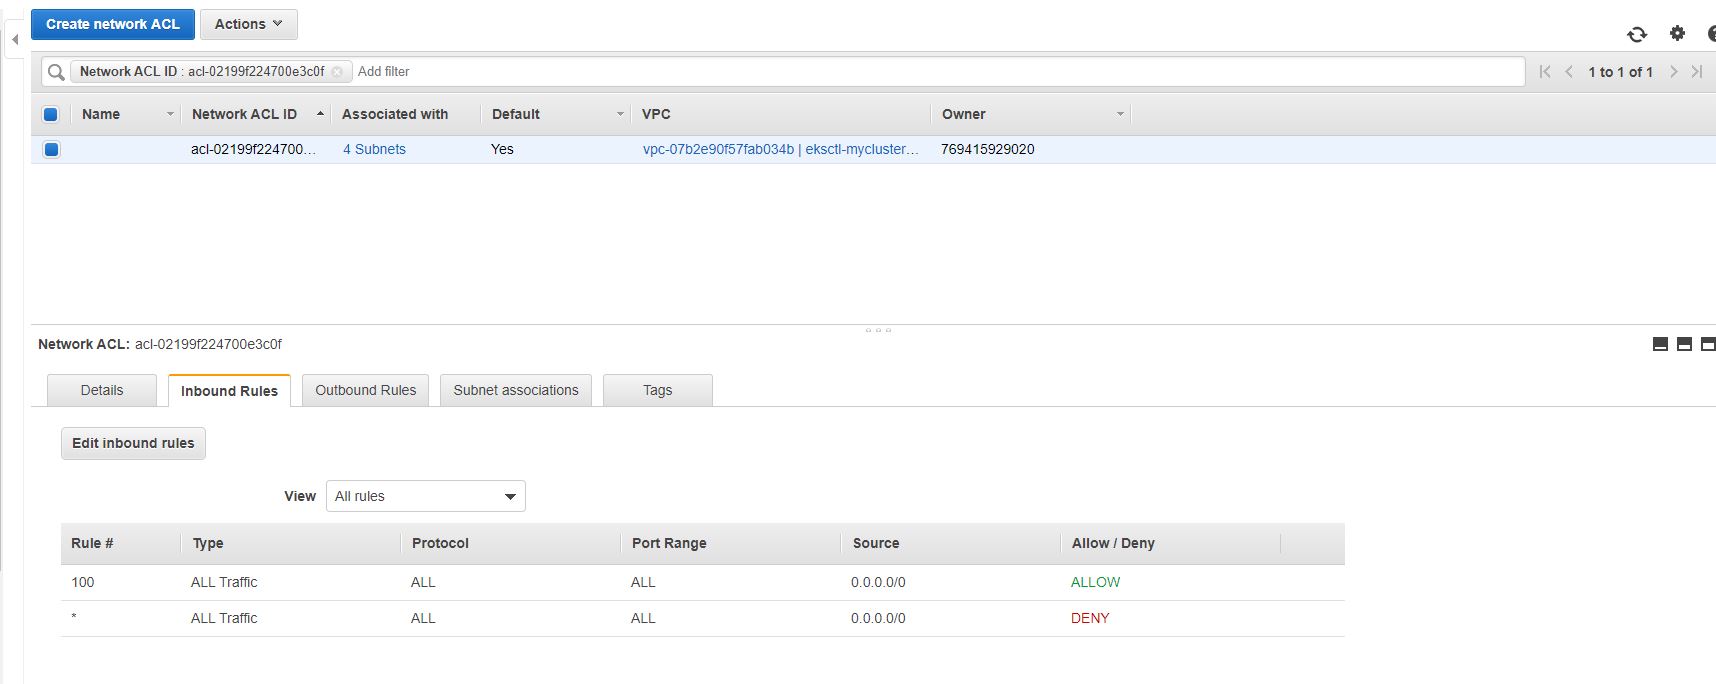 Create network ACL Actions
Network ACL ID : acl-02199f224700e3c0f Add filter 1 to 1 of 1
Name Network ACL ID Associated with Default VPC Owner
acl-02199f224700... 4 Subnets Yes vpc-07b2e90f57fab034b | eksctl-mycluster... 769415929020
Network ACL: acl-02199f224700e3c0f
Details Inbound Rules Outbound Rules Subnet associations Tags
Edit inbound rules
View All rules
Rule # Type Protocol Port Range Source Allow / Deny
100 ALL Traffic ALL ALL 0.0.0.0/0 ALLOW
* ALL Traffic ALL ALL 0.0.0.0/0 DENY